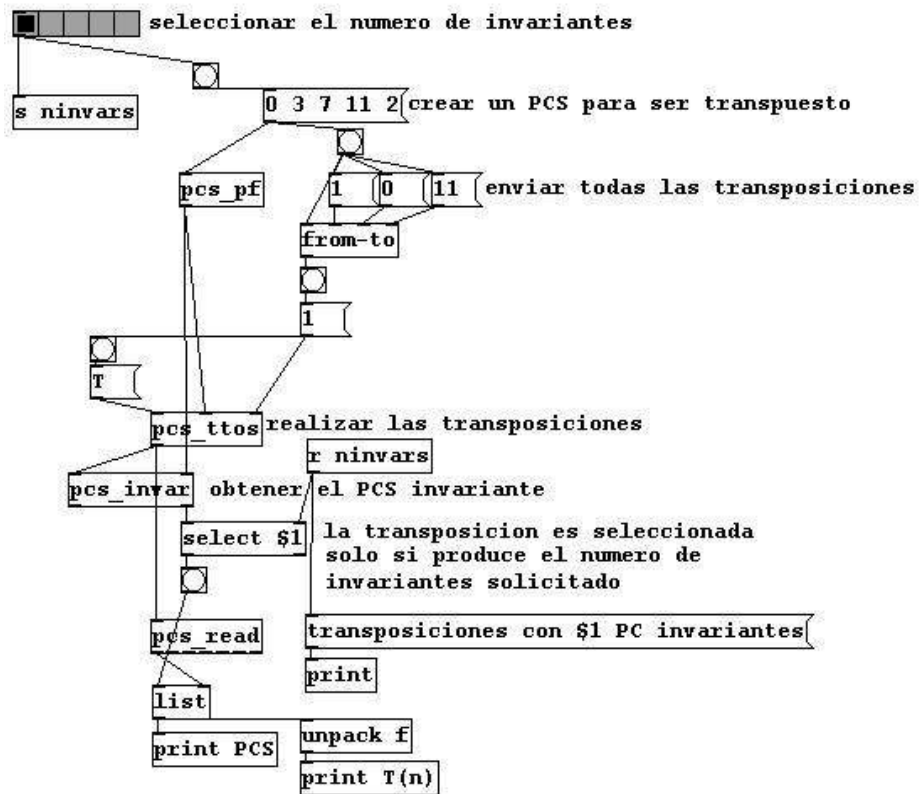 seleccionar el numero de invariantes
s ninvars
0 3 7 11 2
crear un PCS para ser transpuesto
pcs_pf
1
0
11
enviar todas las transposiciones
from-to
1
T
pcs_ttos
realizar las transposiciones
r ninvars
pcs_invar
obtener el PCS invariante
select $1
la transposicion es seleccionada
solo si produce el numero de
invariantes solicitado
pcs_read
transposiciones con $1 PC invariantes
print
list
unpack f
print PCS
print T(n)